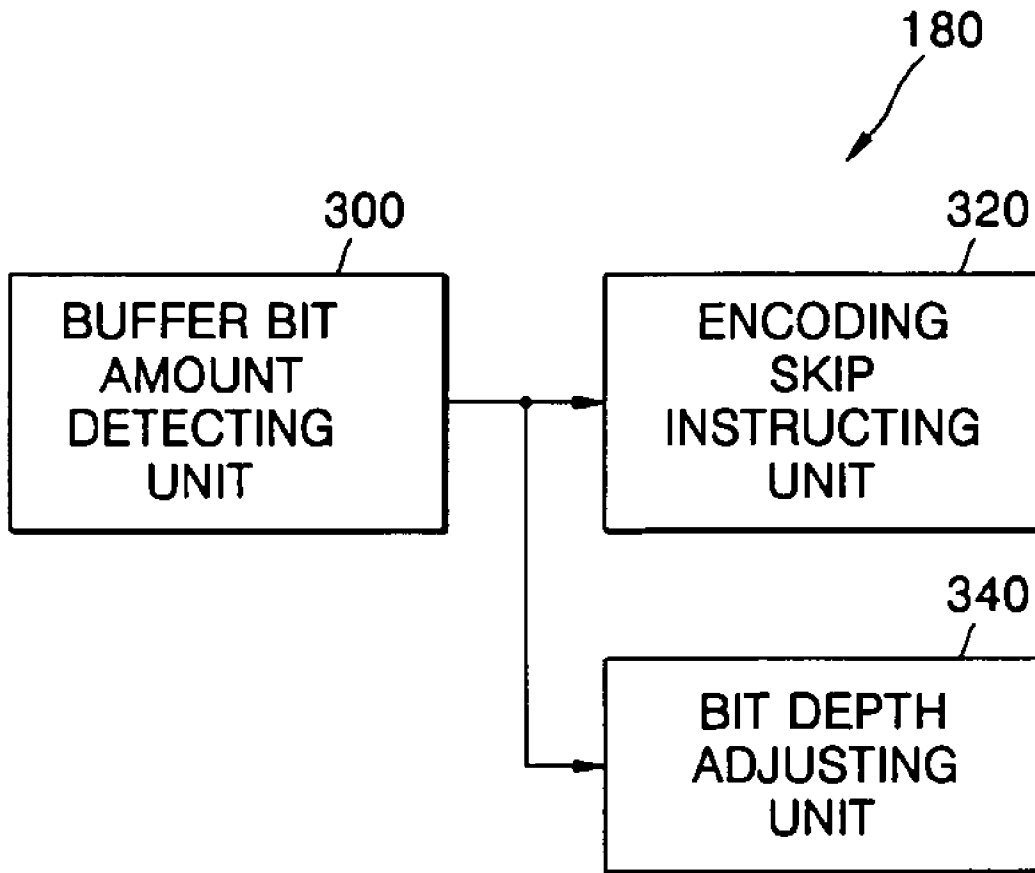 180
300
BUFFER BIT
AMOUNT
DETECTING
UNIT
320
ENCODING
SKIP
INSTRUCTING
UNIT
340
BIT DEPTH
ADJUSTING
UNIT